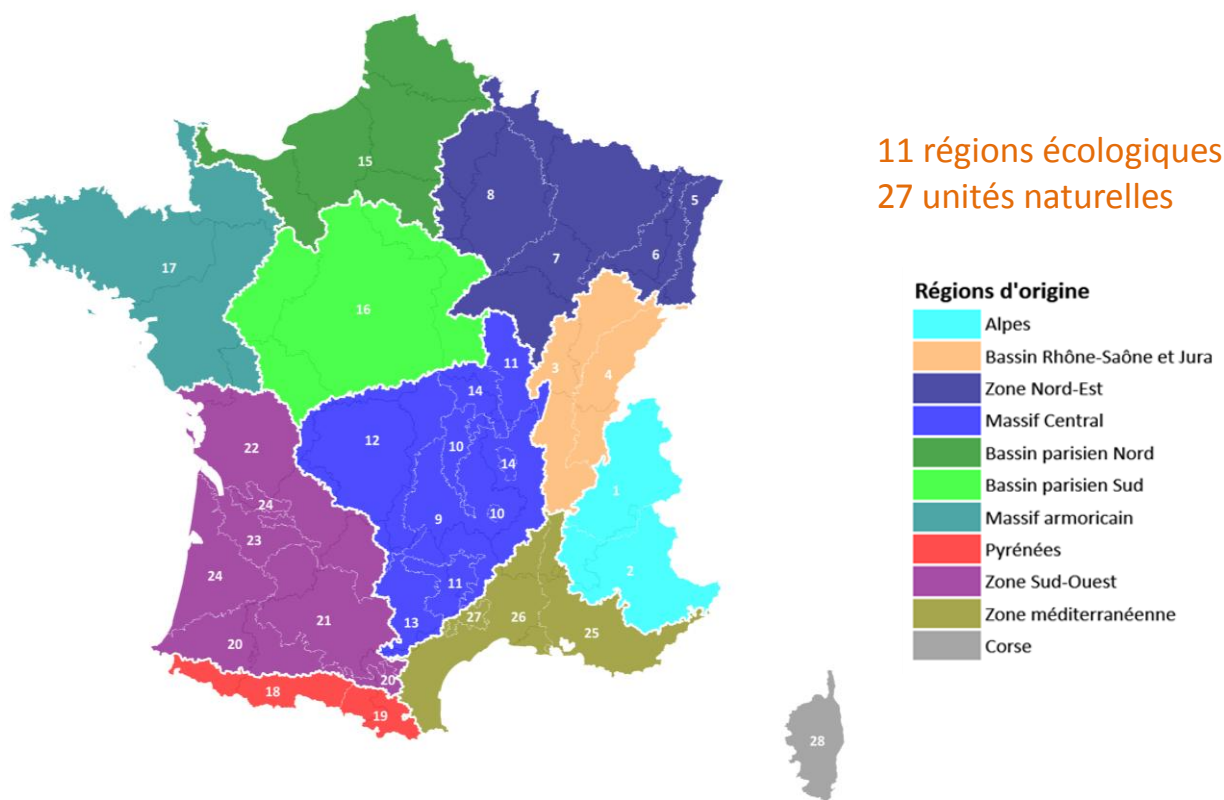 15
8
5
11 régions écologiques
27 unités naturelles
17
7
6
16
11
3
4
14
12
10
14
22
24
10
1
9
23
24
11
2
21
13
27
26
25
20
20
18
19
28
Régions d'origine
Alpes
Bassin Rhône-Saône et Jura
Zone Nord-Est
Massif Central
Bassin parisien Nord
Bassin parisien Sud
Massif armoricain
Pyrénées
Zone Sud-Ouest
Zone méditerranéenne
Corse